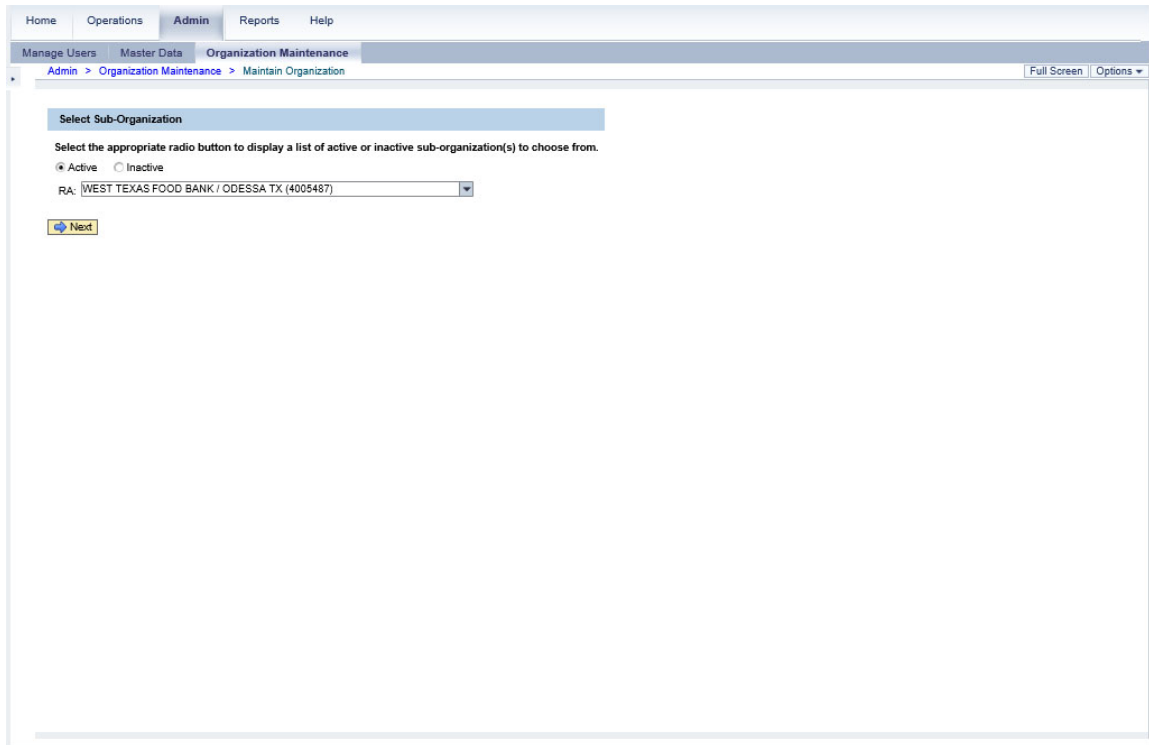 Home Operations Admin Reports Help
Manage Users Master Data Organization Maintenance
Admin > Organization Maintenance > Maintain Organization Full Screen Options
Select Sub-Organization
Select the appropriate radio button to display a list of active or inactive sub-organization(s) to choose from.
Active Inactive
RA: WEST TEXAS FOOD BANK / ODESSA TX (4005487)
Next